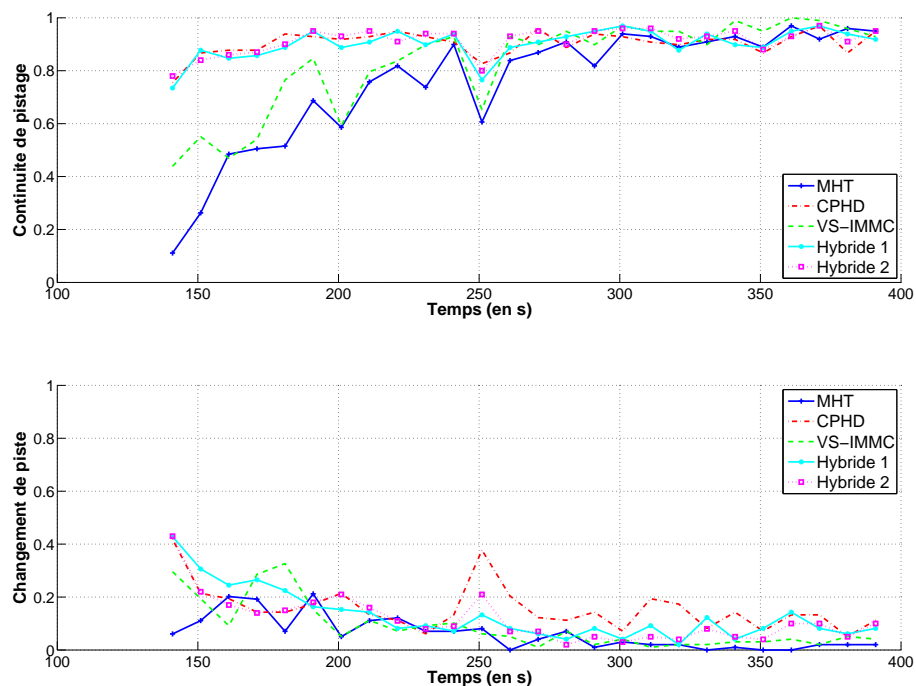 1
0.8
0.6
0.4
0.2
0
Continuite de pistage
100
150
200
250
300
350
400
Temps (en s)
MHT
CPHD
VS-IMMC
Hybride 1
Hybride 2
1
0.8
0.6
0.4
0.2
0
Changement de piste
100
150
200
250
300
350
400
Temps (en s)
MHT
CPHD
VS-IMMC
Hybride 1
Hybride 2